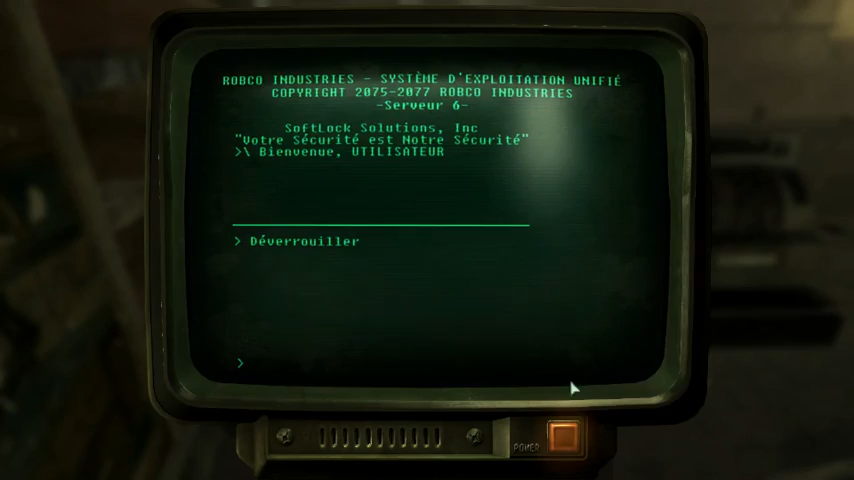 ROBCO INDUSTRIES - SYSTÈME D'EXPLOITATION UNIFIÉ
COPYRIGHT 2075-2077 ROBCO INDUSTRIES
-Serveur 6-
SoftLock Solutions, Inc
"Votre Sécurité est Notre Sécurité"
>\ Bienvenue, UTILISATEUR
> Déverrouiller
>
POWER